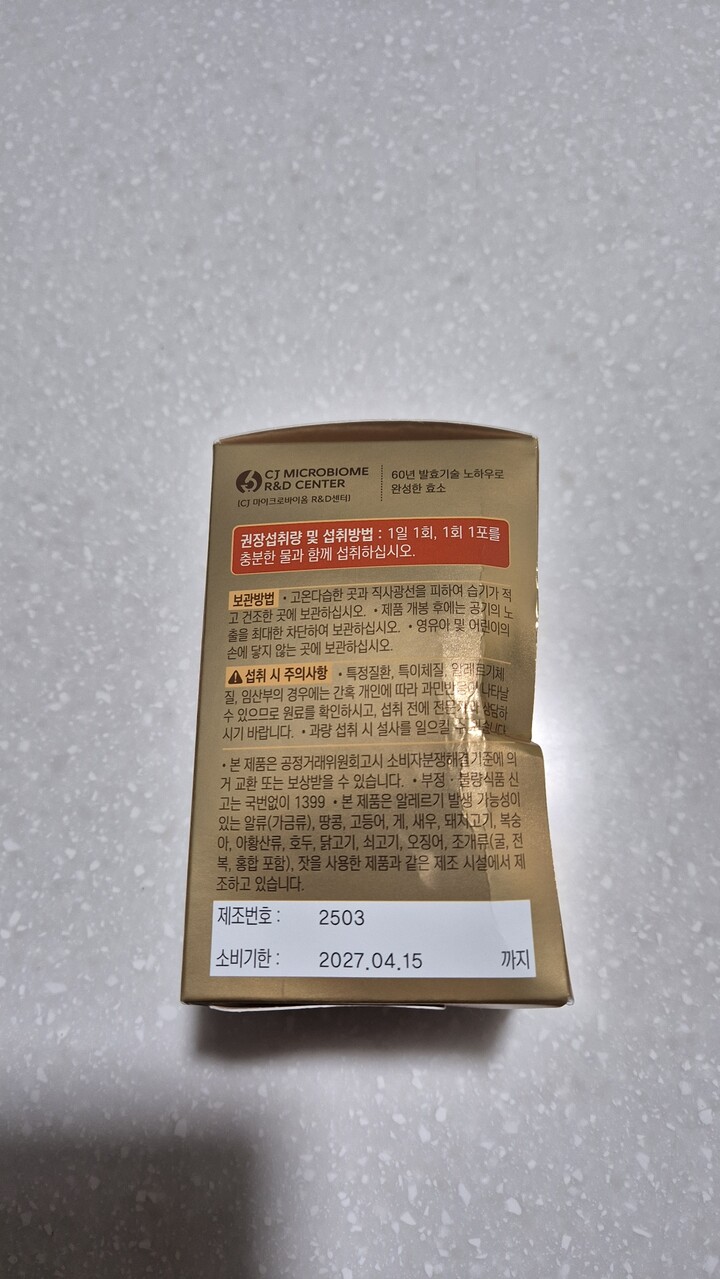 CJ MICROBIOME
R&D CENTER
[CJ 마이크로바이옴 R&D센터]
60년 발효기술 노하우로
완성한 효소
권장섭취량 및 섭취방법 : 1일 1회, 1회 1포를
충분한 물과 함께 섭취하십시오.
보관방법 • 고온다습한 곳과 직사광선을 피하여 습기가 적
고 건조한 곳에 보관하십시오. • 제품 개봉 후에는 공기의 노
출을 최대한 차단하여 보관하십시오. • 영유아 및 어린이의
손에 닿지 않는 곳에 보관하십시오.
섭취 시 주의사항 • 특정질환, 특이체질, 알레르기체
질, 임산부의 경우에는 간혹 개인에 따라 나타날
수 있으므로 원료를 확인하시고, 섭취 전에 상담하
시기 바랍니다. • 과량 섭취 시 설사를 일으킬
• 본 제품은 공정거래위원회고시 소비자분쟁해결기준에 의
거 교환 또는 보상받을 수 있습니다. • 부정·불량식품 신
고는 국번없이 1399 • 본 제품은 알레르기 발생 가능성이
있는 알류(가금류), 땅콩, 고등어, 게, 새우, 돼지고기, 복숭
아, 아황산류, 호두, 닭고기, 쇠고기, 오징어, 조개류(굴, 전
복, 홍합 포함), 잣을 사용한 제품과 같은 제조 시설에서 제
조하고 있습니다.
제조번호 : 2503
소비기한 : 2027.04.15 까지